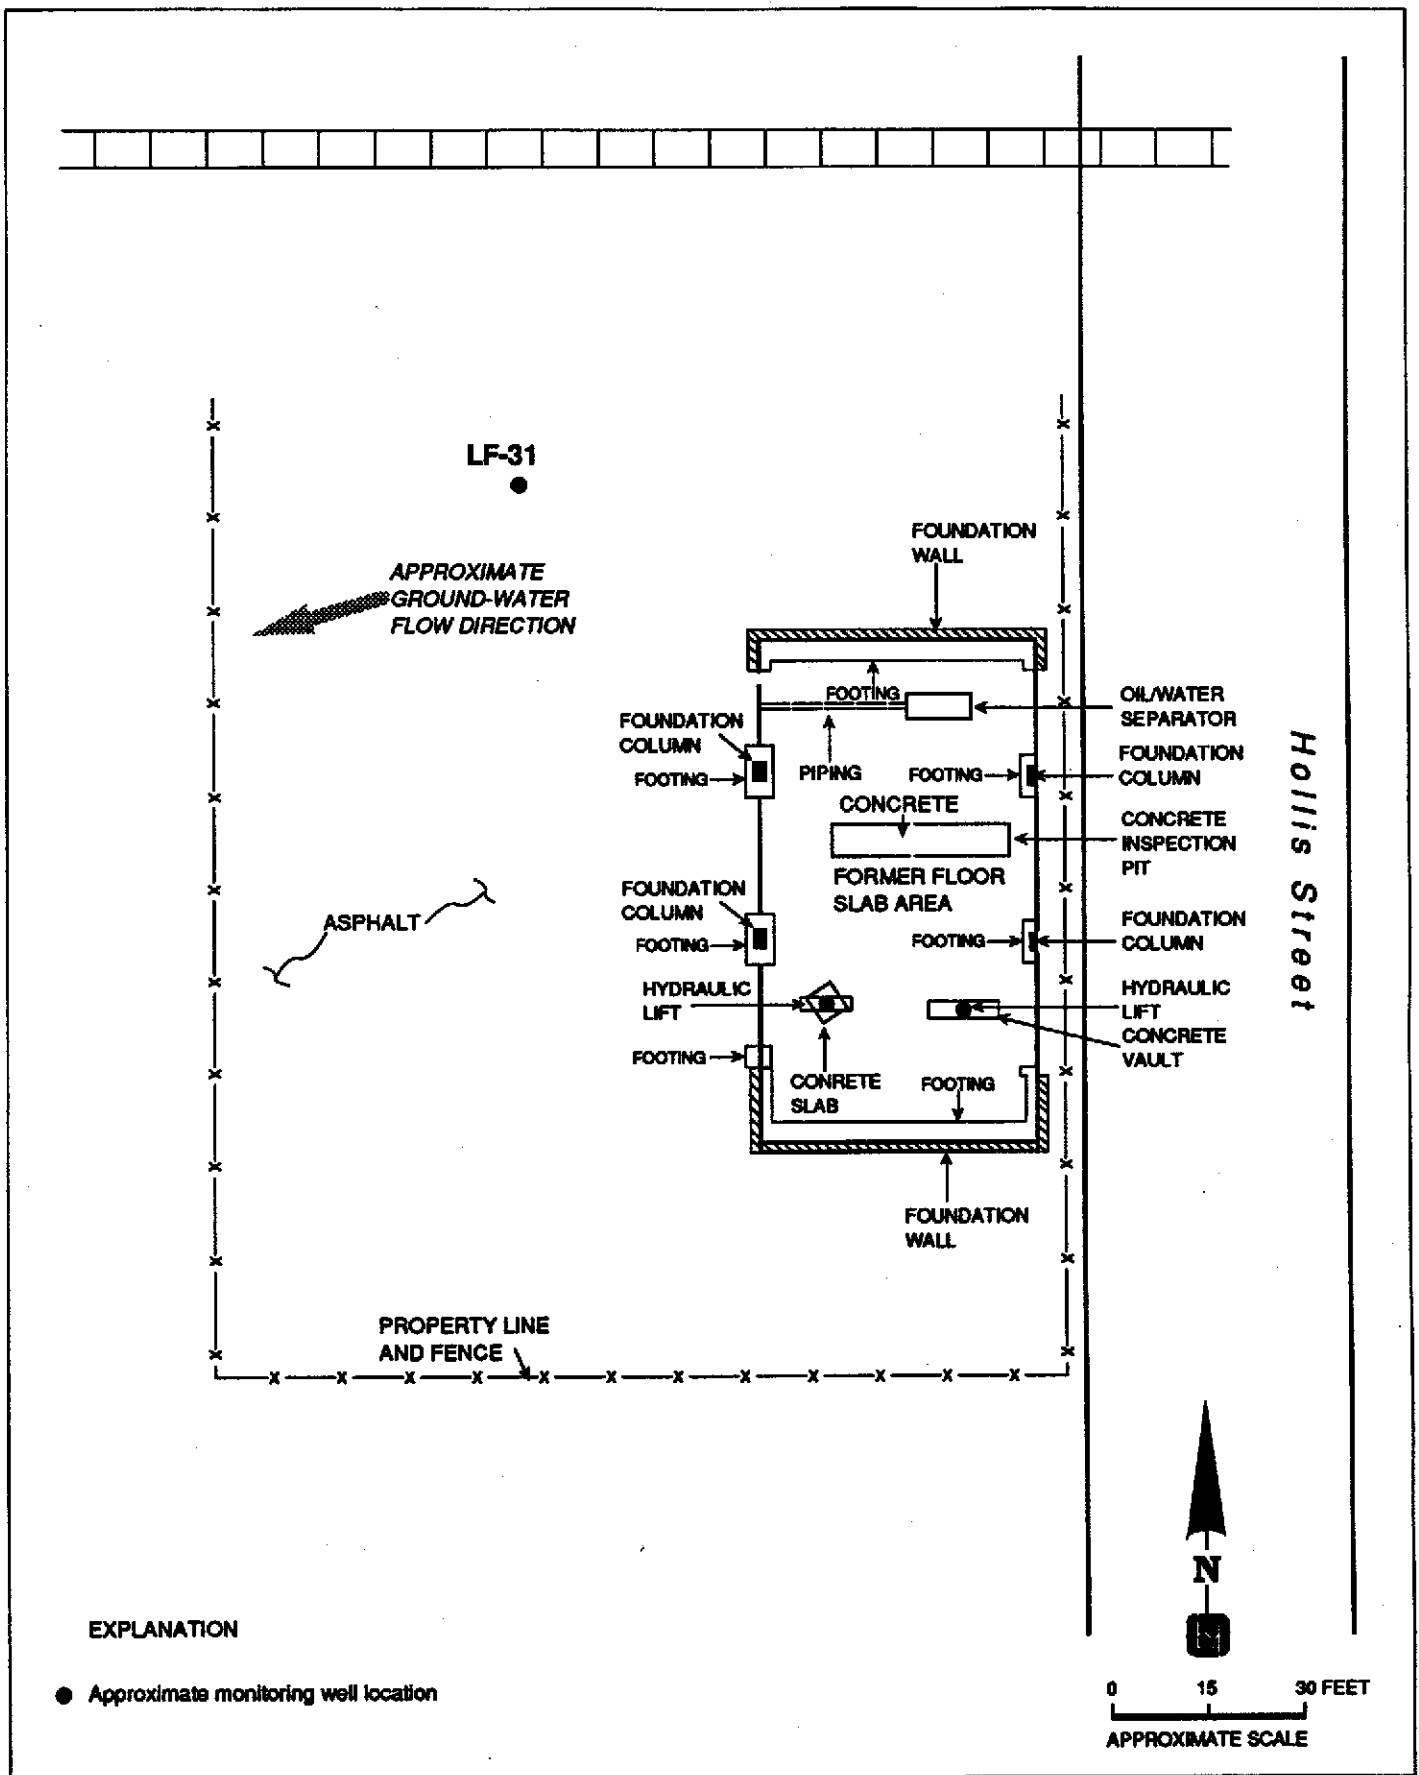 LF-31
FOUNDATION
WALL
APPROXIMATE
GROUND-WATER
FLOW DIRECTION
FOOTING
OIL/WATER
SEPARATOR
FOUNDATION
COLUMN
FOOTING
PIPING
FOOTING
FOUNDATION
COLUMN
CONCRETE
CONCRETE
INSPECTION
PIT
FORMER FLOOR
SLAB AREA
FOUNDATION
COLUMN
FOOTING
ASPHALT
FOOTING
FOUNDATION
COLUMN
HYDRAULIC
LIFT
HYDRAULIC
LIFT
CONCRETE
VAULT
FOOTING
CONRETE
SLAB
FOOTING
FOUNDATION
WALL
Hollis Street
PROPERTY LINE
AND FENCE
N
EXPLANATION
Approximate monitoring well location
0 15 30 FEET
APPROXIMATE SCALE